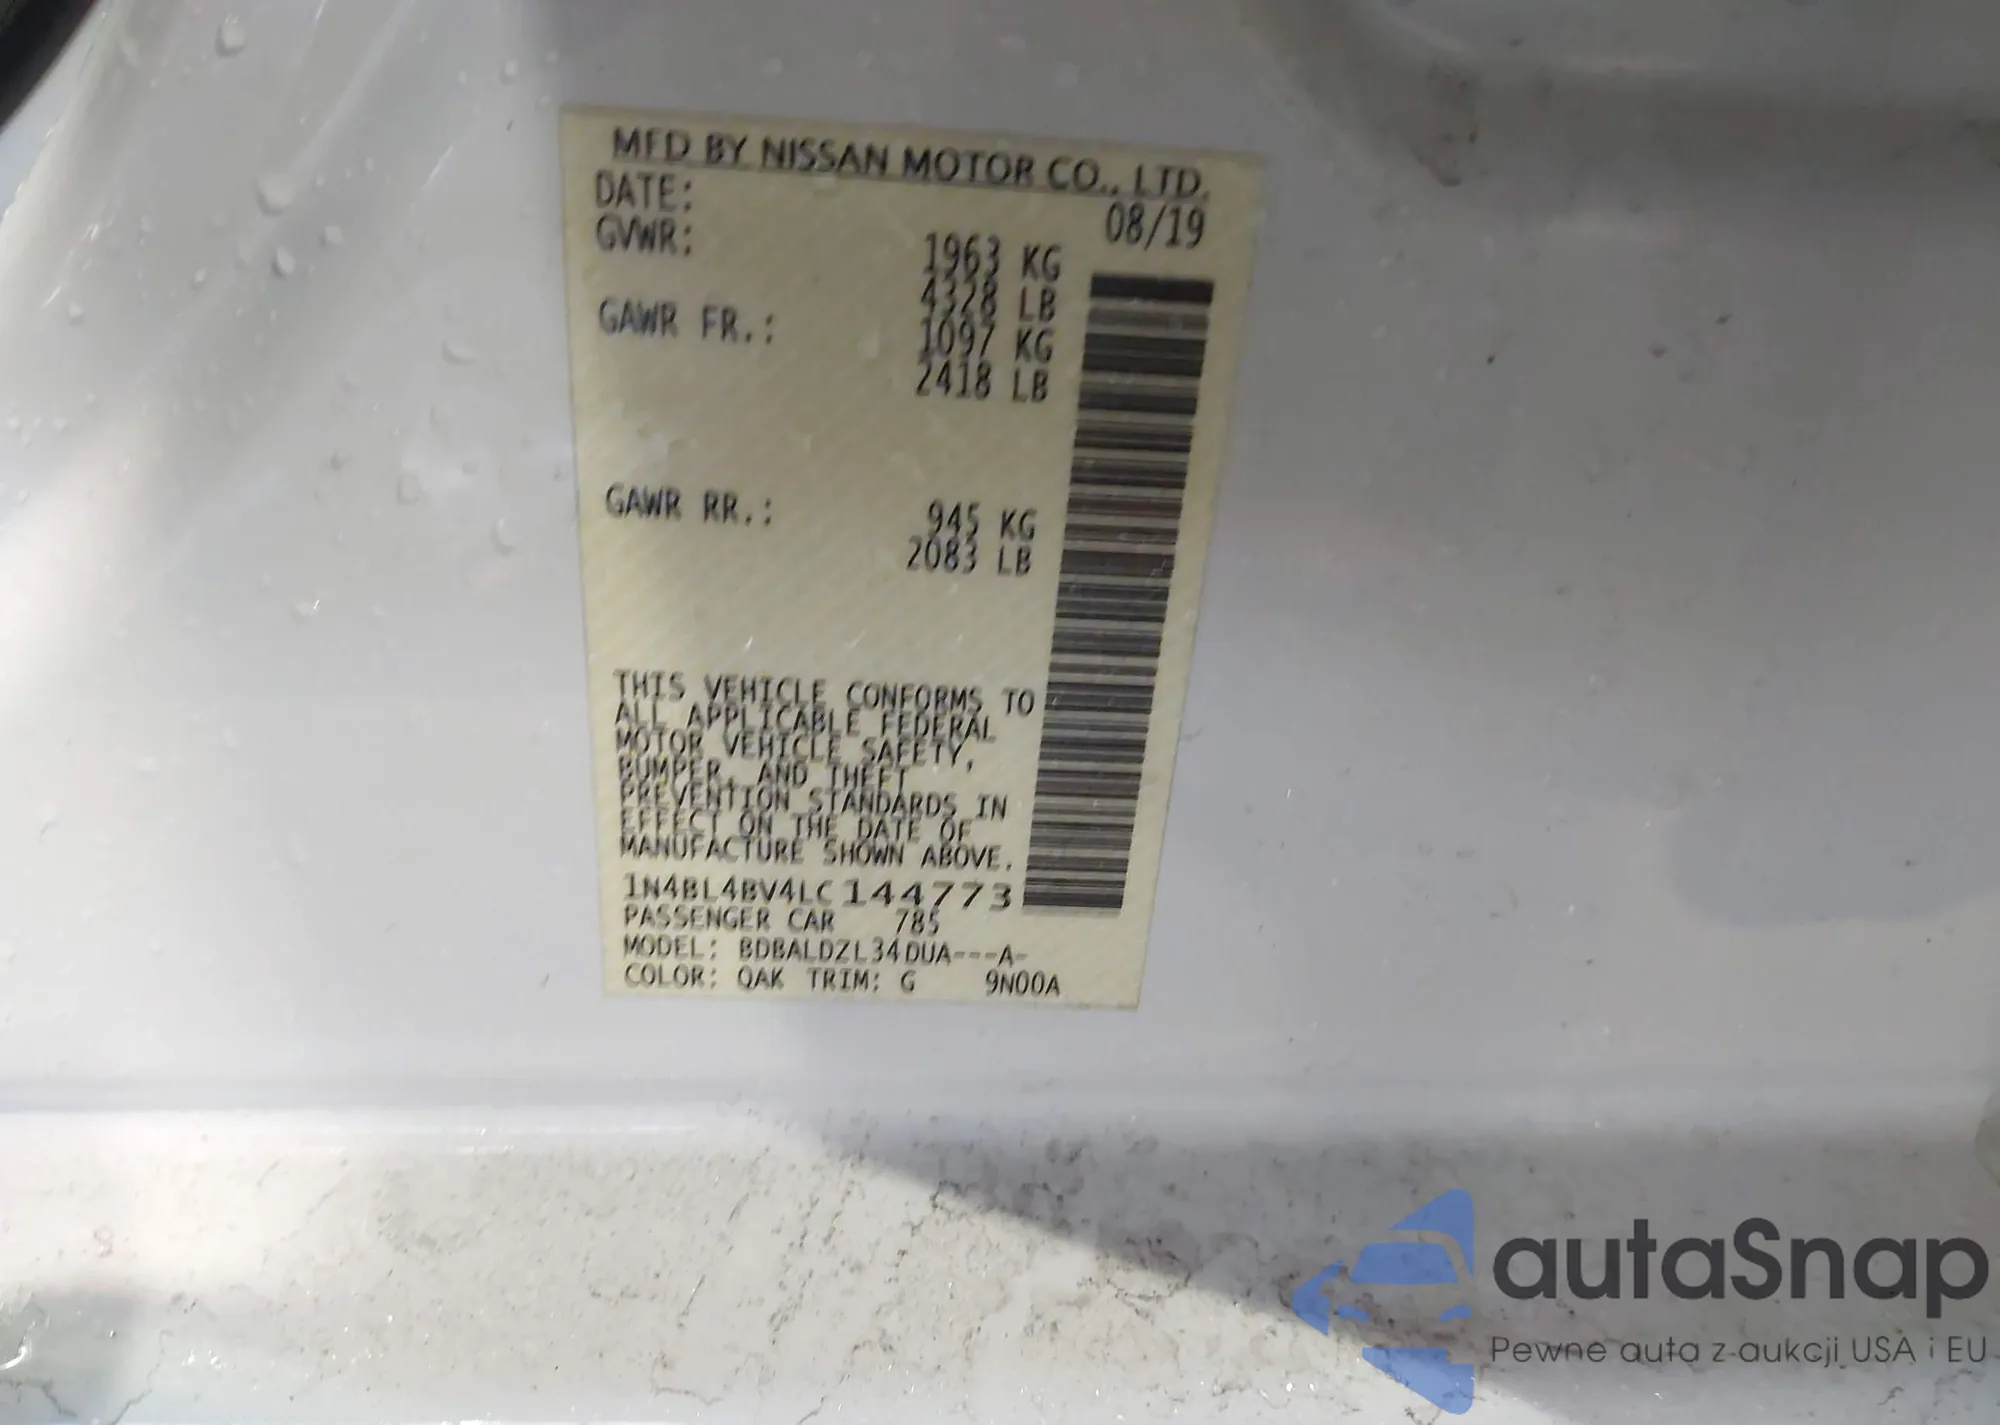 MFD BY NISSAN MOTOR CO., LTD.
DATE: 08/19
GVWR: 1963 KG
4328 LB
GAWR FR.: 1097 KG
2418 LB
GAWR RR.: 945 KG
2083 LB
THIS VEHICLE CONFORMS TO
ALL APPLICABLE FEDERAL
MOTOR VEHICLE SAFETY,
BUMPER, AND THEFT
PREVENTION STANDARDS IN
EFFECT ON THE DATE OF
MANUFACTURE SHOWN ABOVE.
1N4BL4BV4LC144773
PASSENGER CAR 785
MODEL: BDBALDZL34DUA---A-
COLOR: QAK TRIM: G 9N00A
autaSnap
Pewne auta z aukcji USA i EU